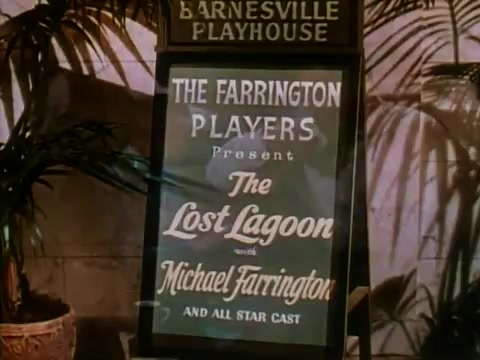 BARNESVILLE
PLAYHOUSE
THE FARRINGTON
PLAYERS
Present
The
Lost Lagoon
with
Michael Farrington
AND ALL STAR CAST